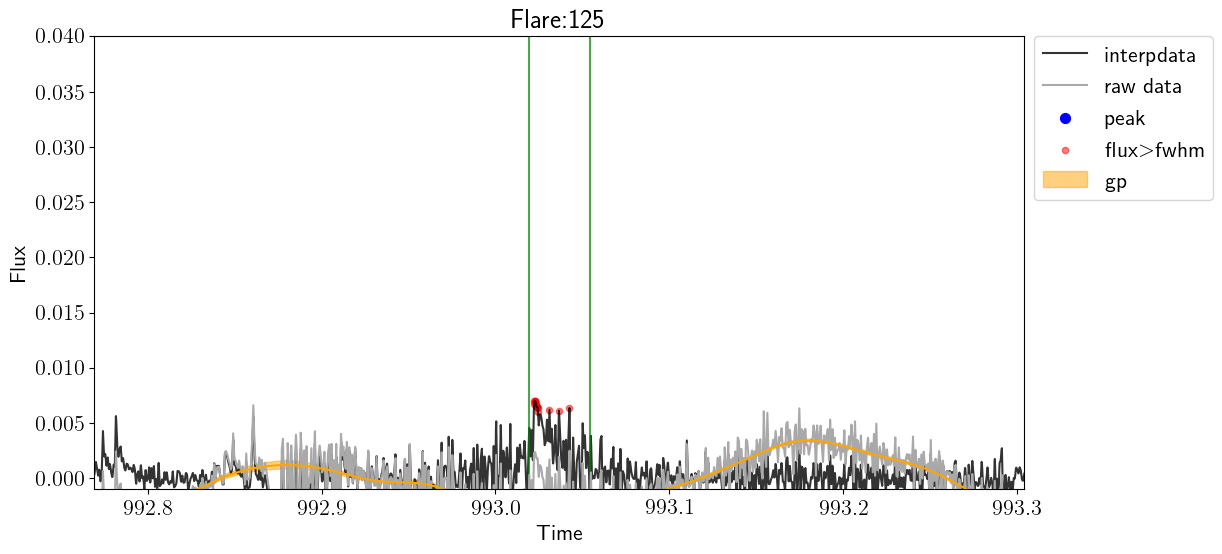 Flare:125
0.040
0.035
0.030
0.025
0.020
0.015
0.010
0.005
0.000
Flux
992.8 992.9 993.0 993.1 993.2 993.3
Time
interpdata
raw data
peak
flux>fwhm
gp